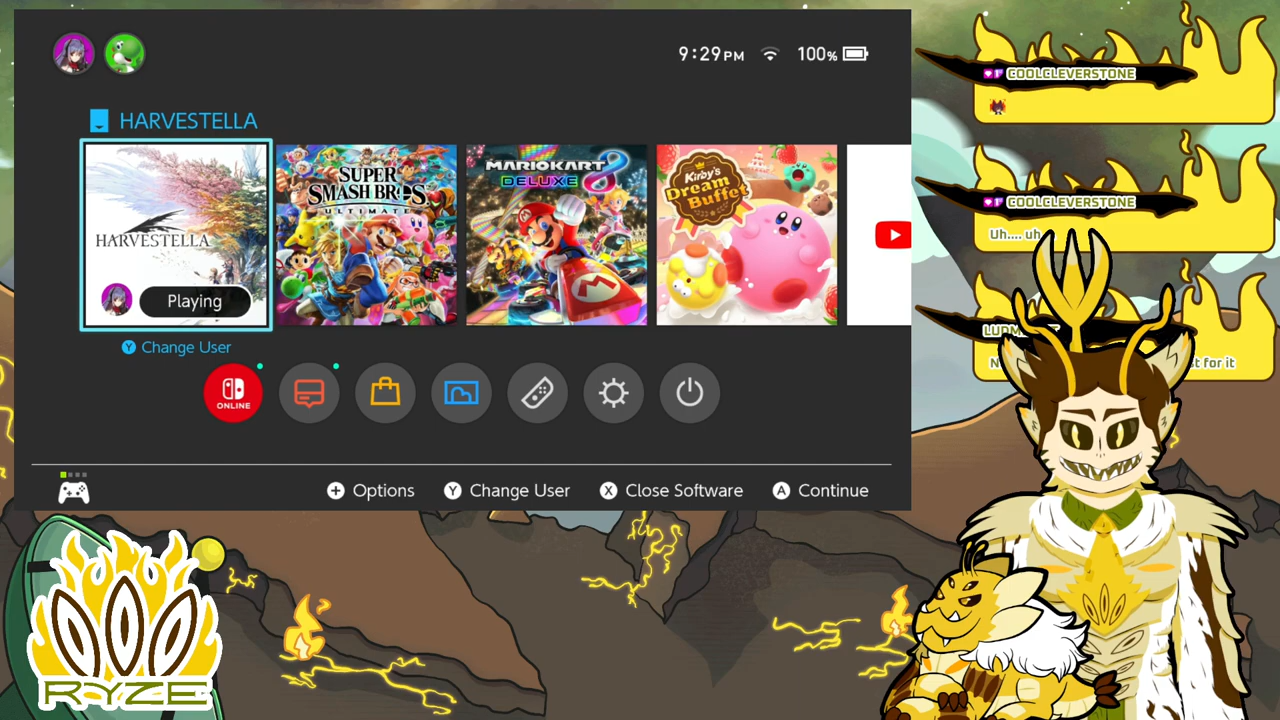 9:29PM 100%
HARVESTELLA
HARVESTELLA
Playing
SUPER
SMASH BROS.
ULTIMATE
MARIOKART 8
DELUXE
Kirby's
Dream
Buffet
Change User
ONLINE
Options
Change User
Close Software
Continue
COOLCLEVERSTONE
COOLCLEVERSTONE
Uh.... uh
st for it
RYZE